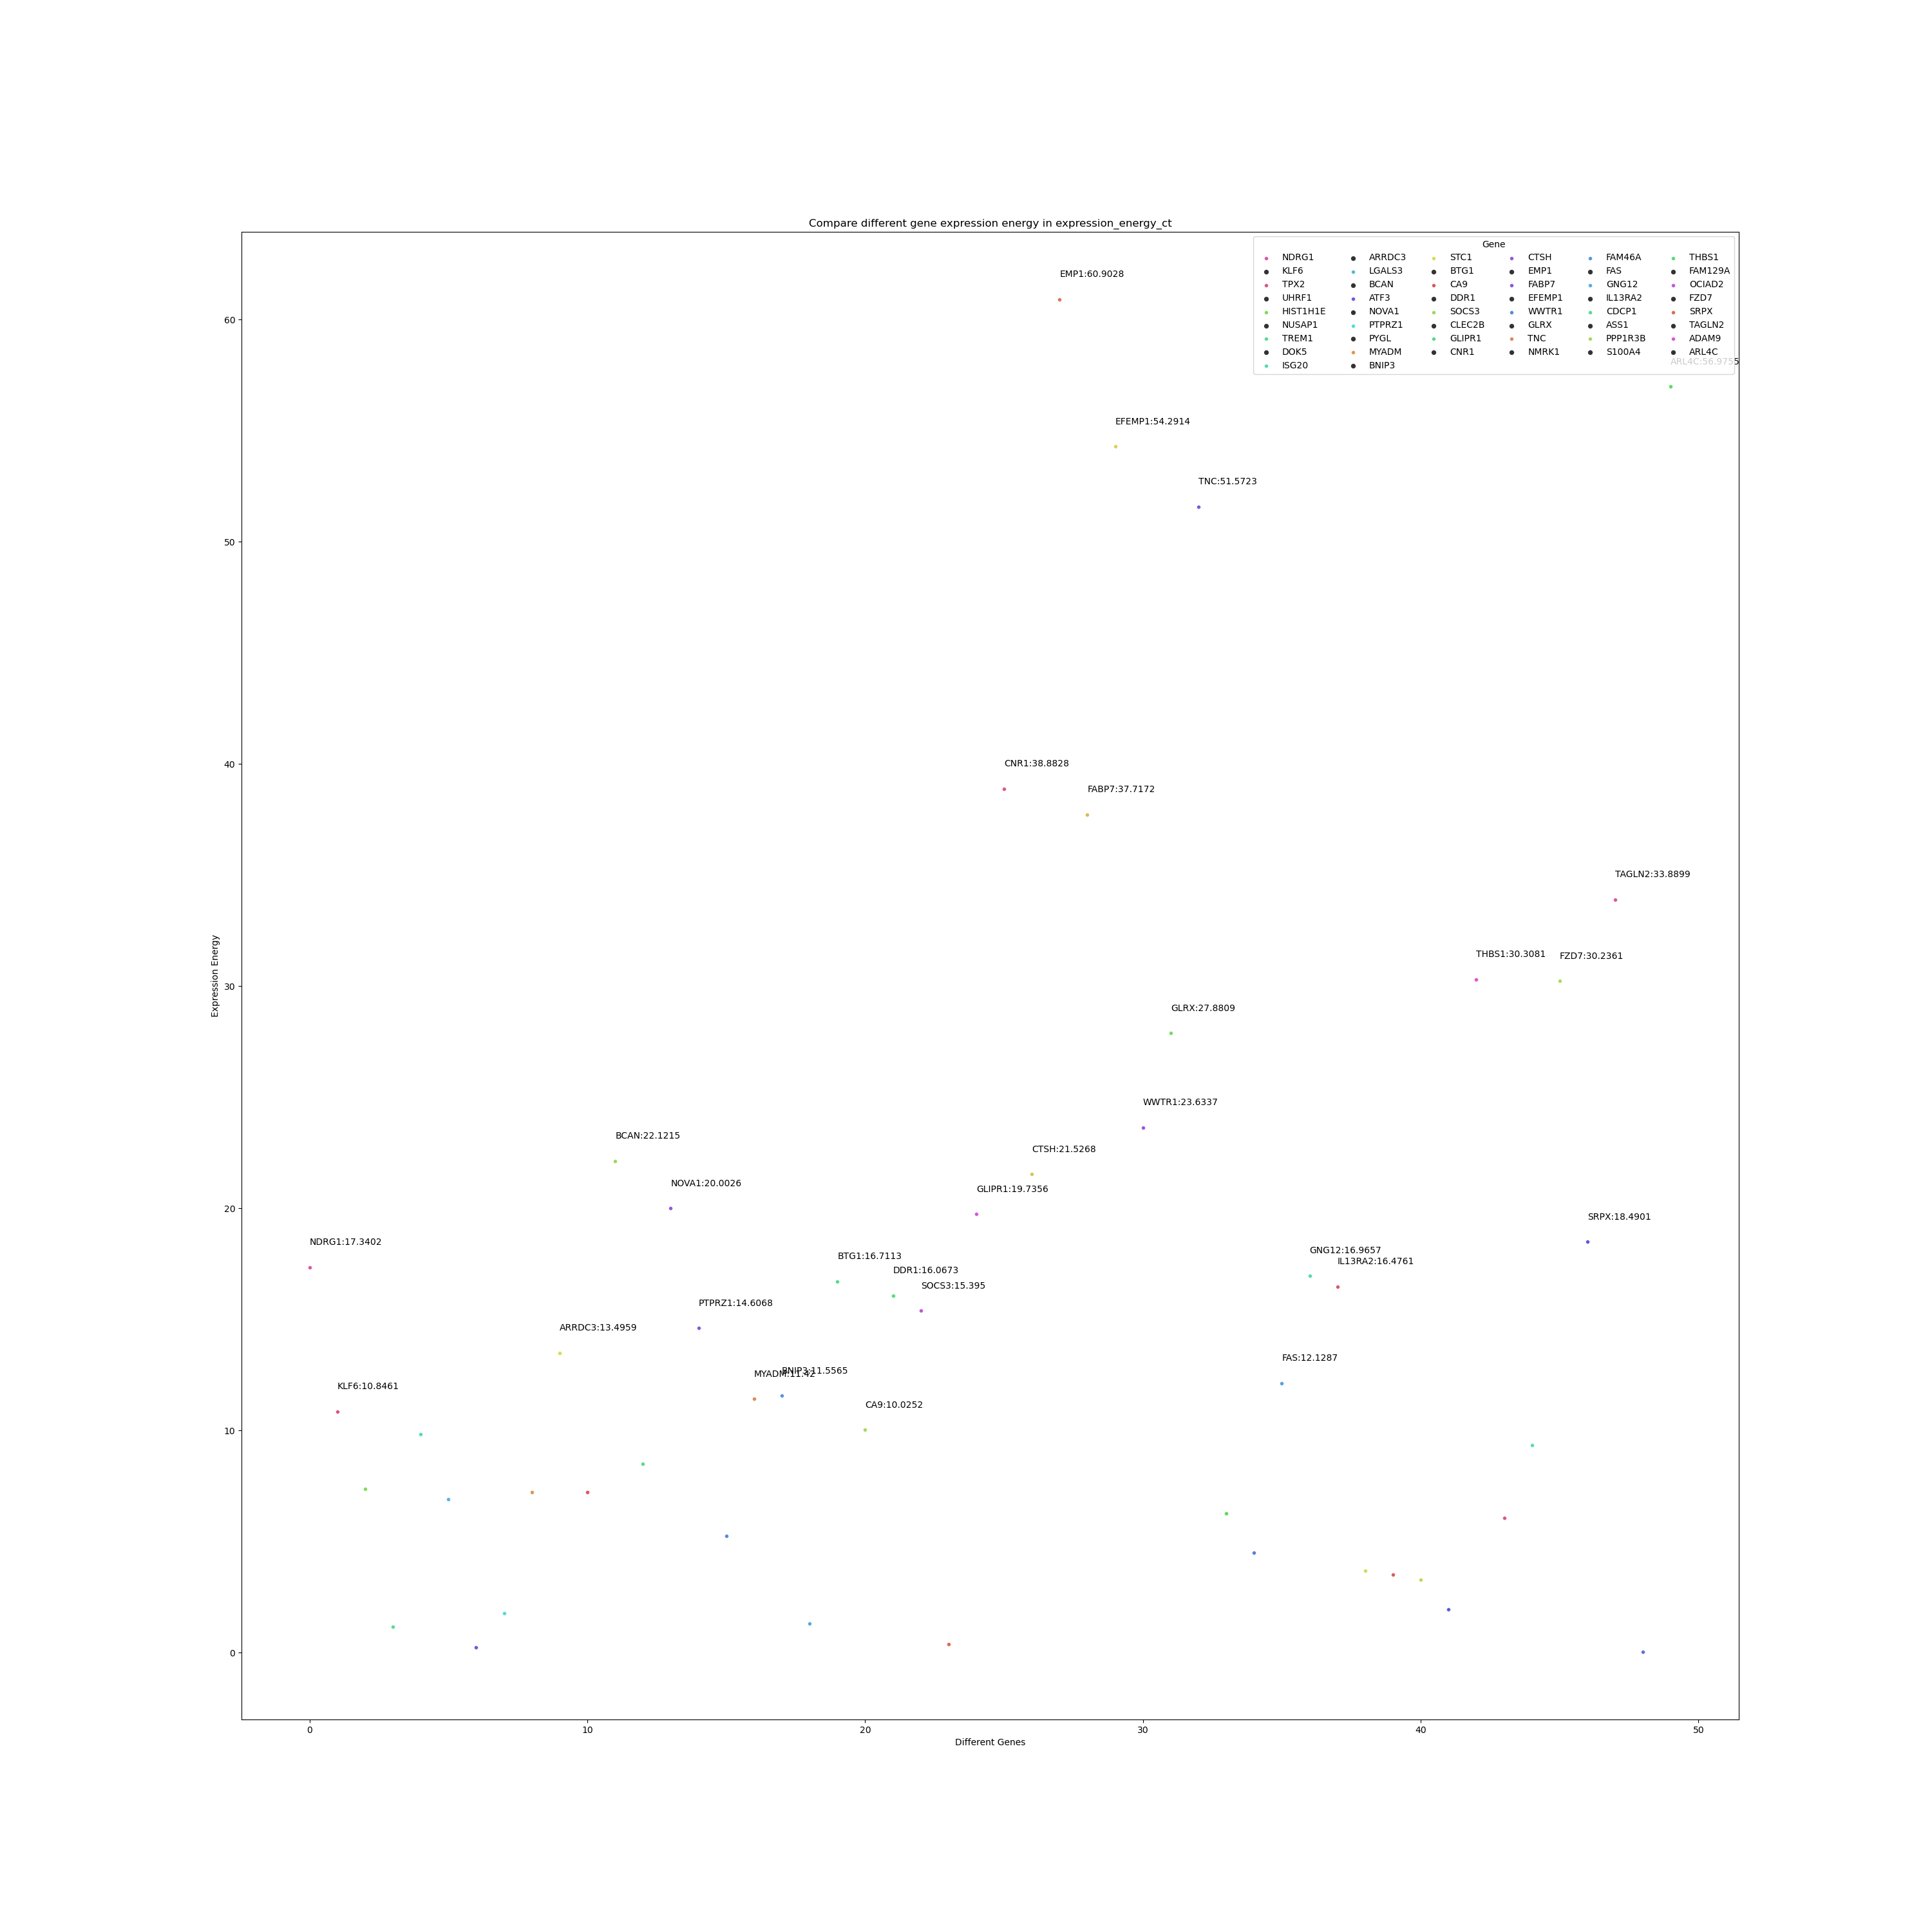 Compare different gene expression energy in expression_energy_ct
Gene
NDRG1 ARRDC3 STC1 CTSH FAM46A THBS1
KLF6 LGALS3 BTG1 EMP1 FAS FAM129A
TPX2 BCAN CA9 FABP7 GNG12 OCIAD2
UHRF1 ATF3 DDR1 EFEMP1 IL13RA2 FZD7
HIST1H1E NOVA1 SOCS3 WWTR1 CDCP1 SRPX
NUSAP1 PTPRZ1 CLEC2B GLRX ASS1 TAGLN2
TREM1 PYGL GLIPR1 TNC PPP1R3B ADAM9
DOK5 MYADM CNR1 NMRK1 S100A4 ARL4C
ISG20 BNIP3
EMP1:60.9028
60
ARL4C:56.9755
EFEMP1:54.2914
TNC:51.5723
50
CNR1:38.8828
40
FABP7:37.7172
TAGLN2:33.8899
THBS1:30.3081
FZD7:30.2361
30
GLRX:27.8809
WWTR1:23.6337
BCAN:22.1215
CTSH:21.5268
NOVA1:20.0026
GLIPR1:19.7356
20
SRPX:18.4901
NDRG1:17.3402
GNG12:16.9657
BTG1:16.7113
IL13RA2:16.4761
DDR1:16.0673
SOCS3:15.395
PTPRZ1:14.6068
ARRDC3:13.4959
FAS:12.1287
BNIP3:11.5565
MYADM:11.42
KLF6:10.8461
CA9:10.0252
10
0
Expression Energy
0 10 20 30 40 50
Different Genes